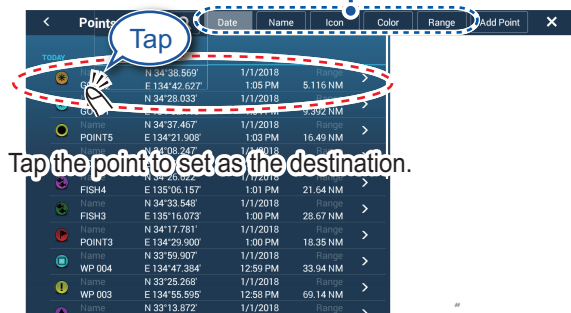 Points
Date Name Icon Color Range Add Point
Tap
TODAY
N 34°38.569' 1/1/2018 Range
E 134°42.627' 1:05 PM 5.116 NM
N 34°28.033' 1/1/2018 Range
9.392 NM
Name N 34°37.467' 1/1/2018 Range
POINT5 E 134°21.908' 1:03 PM 16.49 NM
N 34°08.247' 1/1/2018
Tap the point to set as the destination.
Name N 34°26.622' 1/1/2018 Range
FISH4 E 135°06.157' 1:01 PM 21.64 NM
Name N 34°33.548' 1/1/2018 Range
FISH3 E 135°16.073' 1:00 PM 28.67 NM
Name N 34°17.781' 1/1/2018 Range
POINT3 E 134°29.900' 1:00 PM 18.35 NM
Name N 33°59.907' 1/1/2018 Range
WP 004 E 134°47.384' 12:59 PM 33.94 NM
Name N 33°25.268' 1/1/2018 Range
WP 003 E 134°55.595' 12:58 PM 69.14 NM
Name N 33°13.872' 1/1/2018 Range